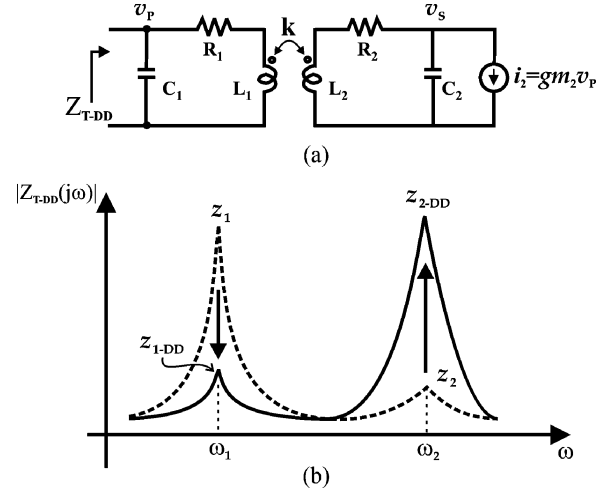 v_P k v_S
R_1 R_2
C_1 L_1 L_2 C_2 i_2=gm_2v_P
Z_T-DD
(a)
|Z_T-DD(jω)|
z_1 z_2-DD
z_1-DD z_2
ω_1 ω_2 ω
(b)